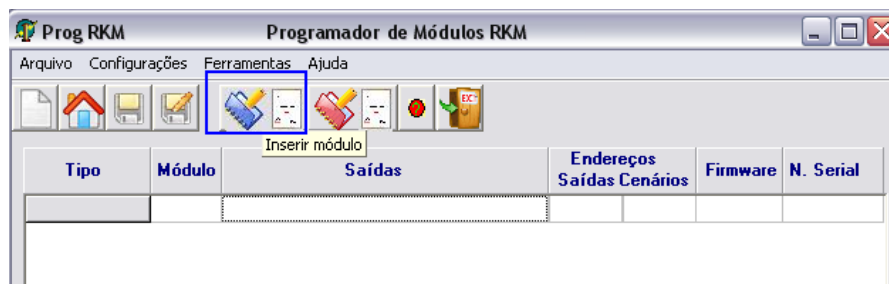 Prog RKM Programador de Módulos RKM
Arquivo Configurações Ferramentas Ajuda
EXIT
Inserir módulo
Tipo Módulo Saídas Endereços Saídas Cenários Firmware N. Serial